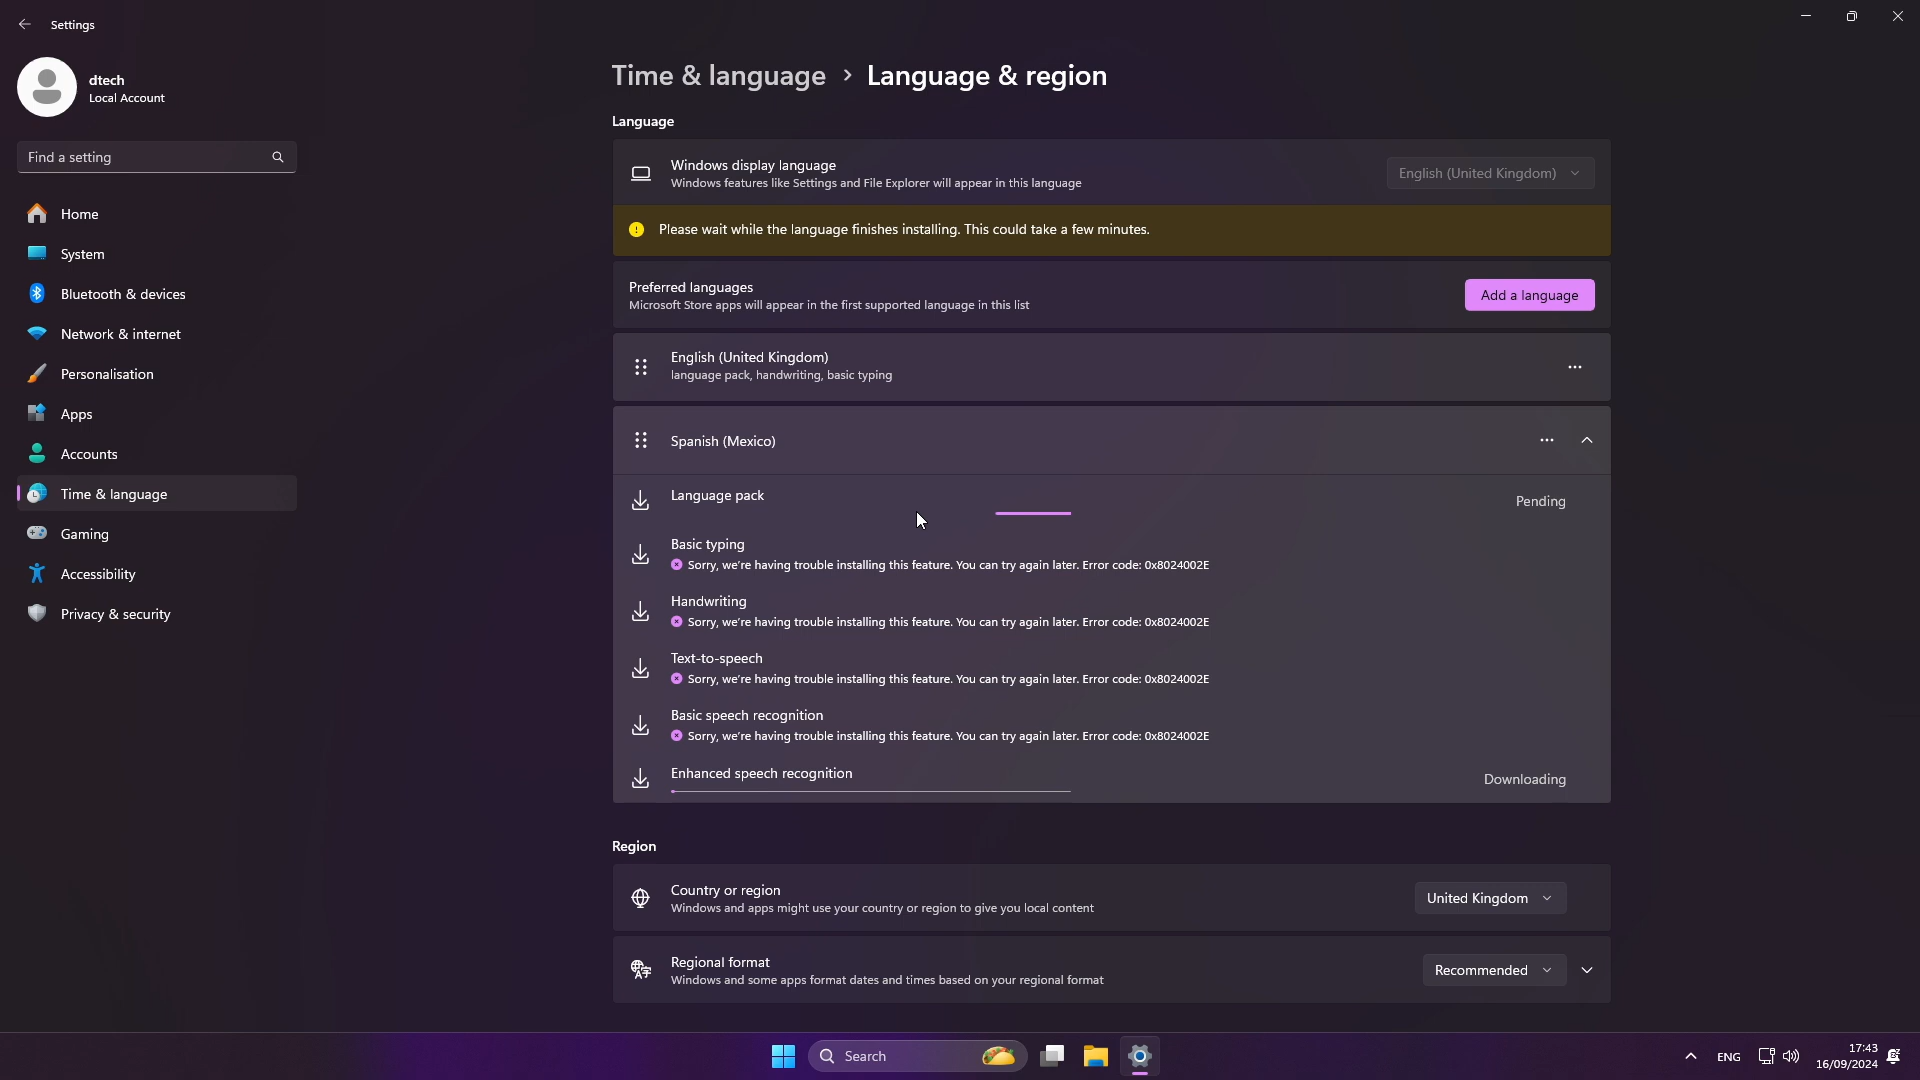 Settings
dtech
Local Account
Find a setting
Home
System
Bluetooth & devices
Network & internet
Personalisation
Apps
Accounts
Time & language
Gaming
Accessibility
Privacy & security
Time & language › Language & region
Language
Windows display language
Windows features like Settings and File Explorer will appear in this language
English (United Kingdom)
Please wait while the language finishes installing. This could take a few minutes.
Preferred languages
Microsoft Store apps will appear in the first supported language in this list
Add a language
English (United Kingdom)
language pack, handwriting, basic typing
Spanish (Mexico)
Language pack
Pending
Basic typing
Sorry, we're having trouble installing this feature. You can try again later. Error code: 0x8024002E
Handwriting
Sorry, we're having trouble installing this feature. You can try again later. Error code: 0x8024002E
Text-to-speech
Sorry, we're having trouble installing this feature. You can try again later. Error code: 0x8024002E
Basic speech recognition
Sorry, we're having trouble installing this feature. You can try again later. Error code: 0x8024002E
Enhanced speech recognition
Downloading
Region
Country or region
Windows and apps might use your country or region to give you local content
United Kingdom
Regional format
Windows and some apps format dates and times based on your regional format
Recommended
Search
ENG
17:43
16/09/2024